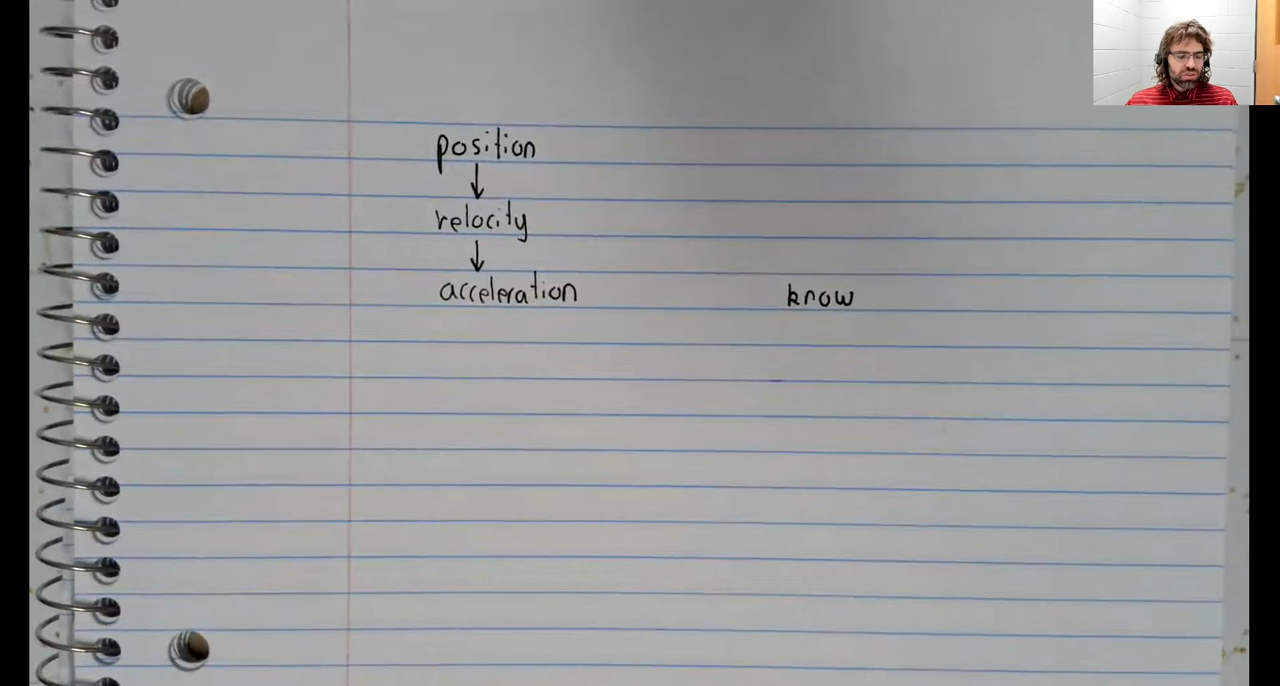 position
↓
velocity
↓
acceleration know